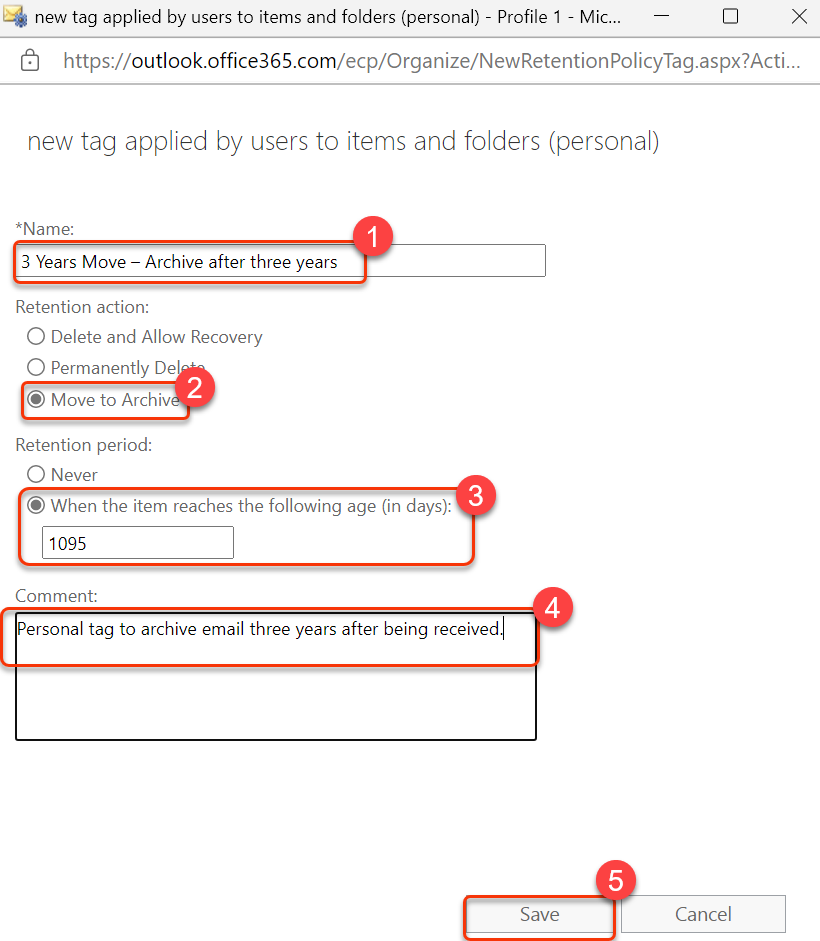 new tag applied by users to items and folders (personal) - Profile 1 - Mic...
https://outlook.office365.com/ecp/Organize/NewRetentionPolicyTag.aspx?Acti...
new tag applied by users to items and folders (personal)
*Name:
1
3 Years Move – Archive after three years
Retention action:
Delete and Allow Recovery
Permanently Delete
2
Move to Archive
Retention period:
Never
3
When the item reaches the following age (in days):
1095
Comment:
4
Personal tag to archive email three years after being received.
5
Save Cancel